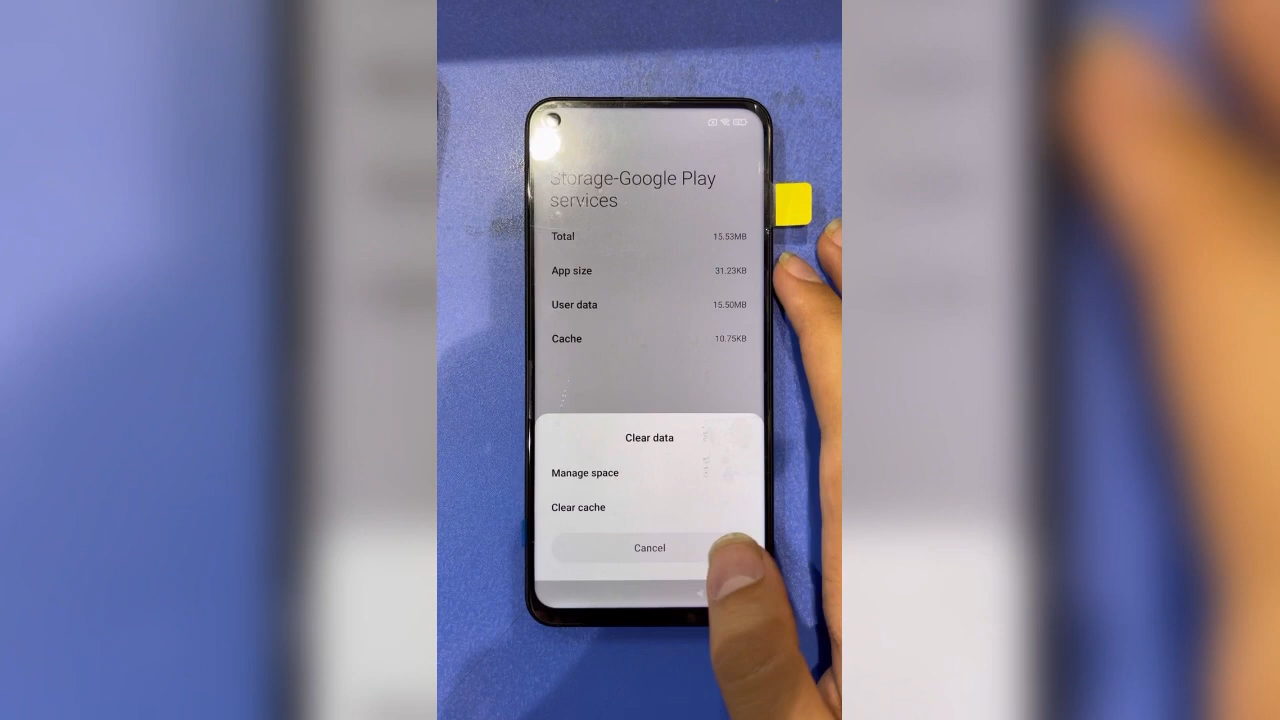 Storage-Google Play
services
Total 15.53MB
App size 31.23KB
User data 15.50MB
Cache 10.75KB
Clear data
Manage space
Clear cache
Cancel